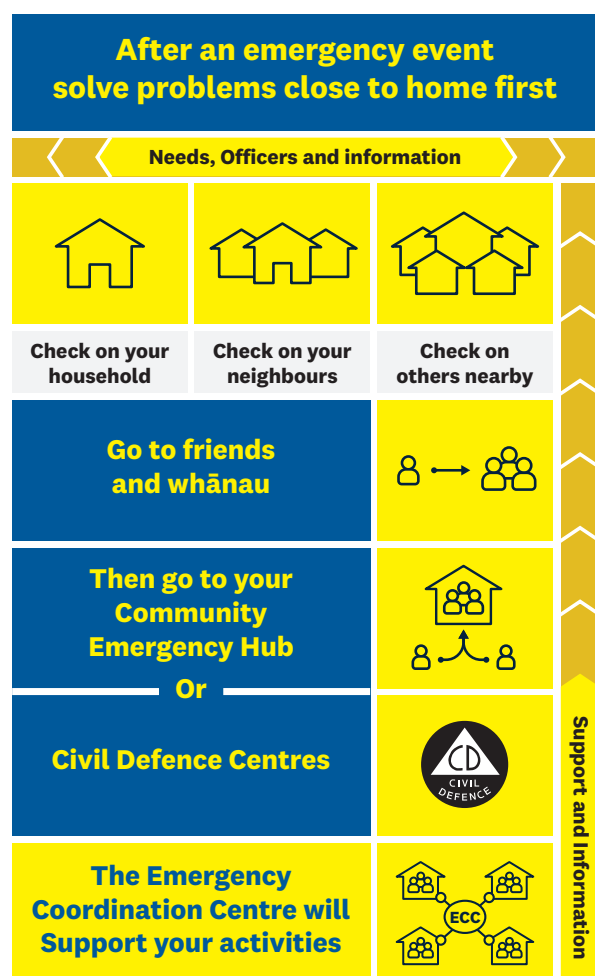 After an emergency event
solve problems close to home first
Needs, Officers and information
Check on your
household
Check on your
neighbours
Check on
others nearby
Go to friends
and whānau
Then go to your
Community
Emergency Hub
Or
Civil Defence Centres
CD
CIVIL
DEFENCE
The Emergency
Coordination Centre will
Support your activities
ECC
Support and Information